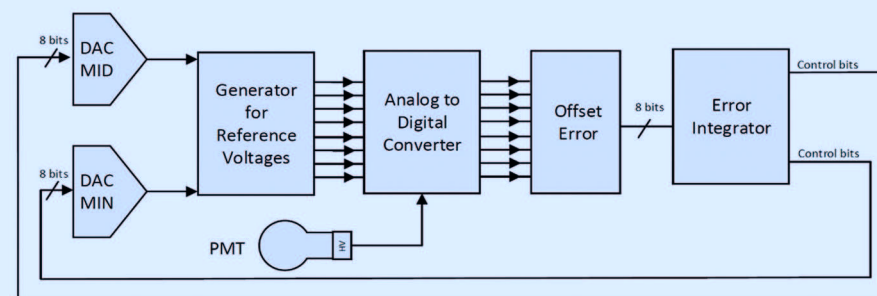 8 bits
DAC
MID
8 bits
DAC
MIN
Generator
for
Reference
Voltages
Analog to
Digital
Converter
Offset
Error
8 bits
Error
Integrator
Control bits
Control bits
PMT
HV